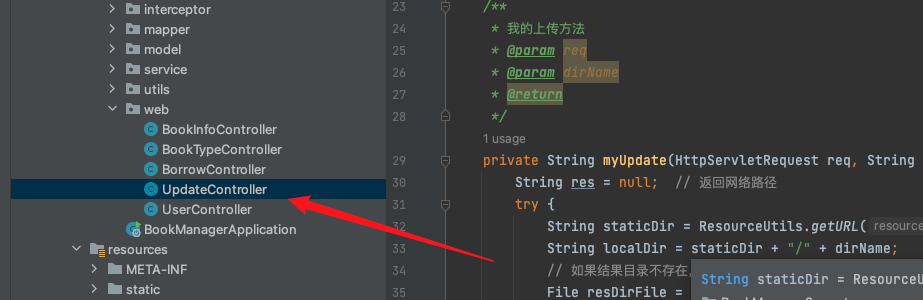 interceptor
mapper
model
service
utils
web
BookInfoController
BookTypeController
BorrowController
UpdateController
UserController
BookManagerApplication
resources
META-INF
static
23 /**
24 * 我的上传方法
25 * @param req
26 * @param dirName
27 * @return
28 */
1 usage
29 private String myUpdate(HttpServletRequest req, String
30 String res = null; // 返回网络路径
31 try {
32 String staticDir = ResourceUtils.getURL( resource
33 String localDir = staticDir + "/" + dirName;
34 // 如果结果目录不存在,
35 File resDirFile =
String staticDir = Resource